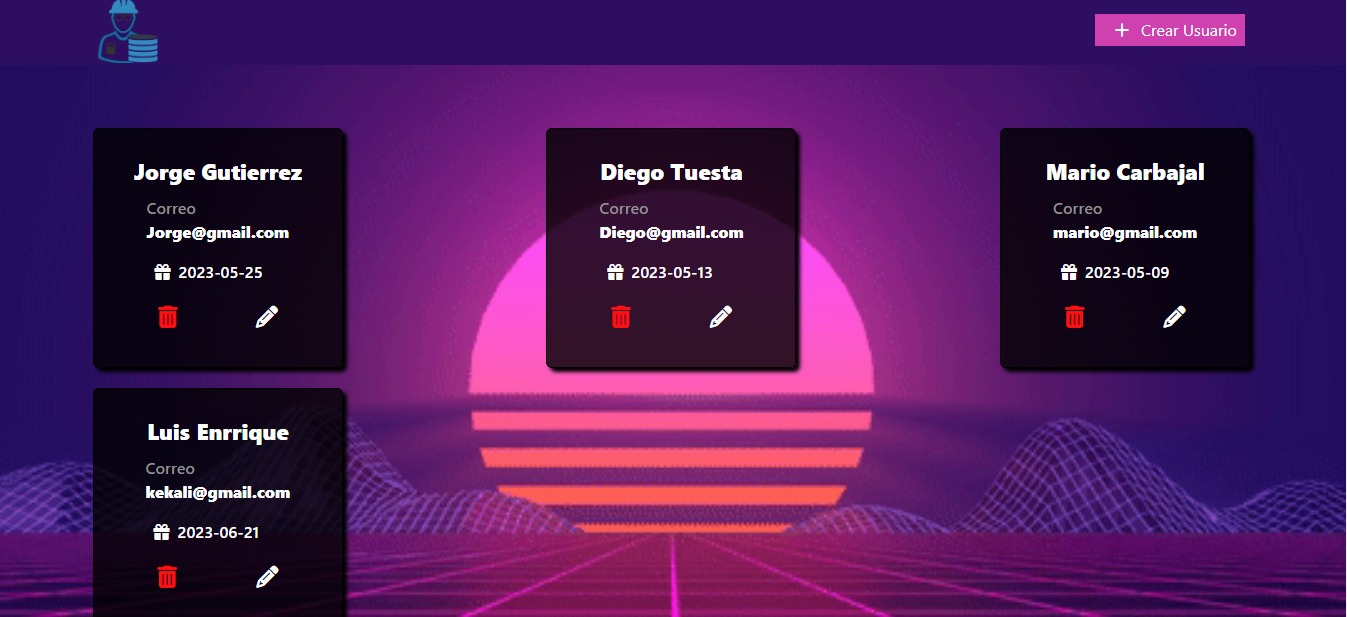 Crear Usuario
Jorge Gutierrez
Correo
Jorge@gmail.com
2023-05-25
Diego Tuesta
Correo
Diego@gmail.com
2023-05-13
Mario Carbajal
Correo
mario@gmail.com
2023-05-09
Luis Enrrique
Correo
kekali@gmail.com
2023-06-21